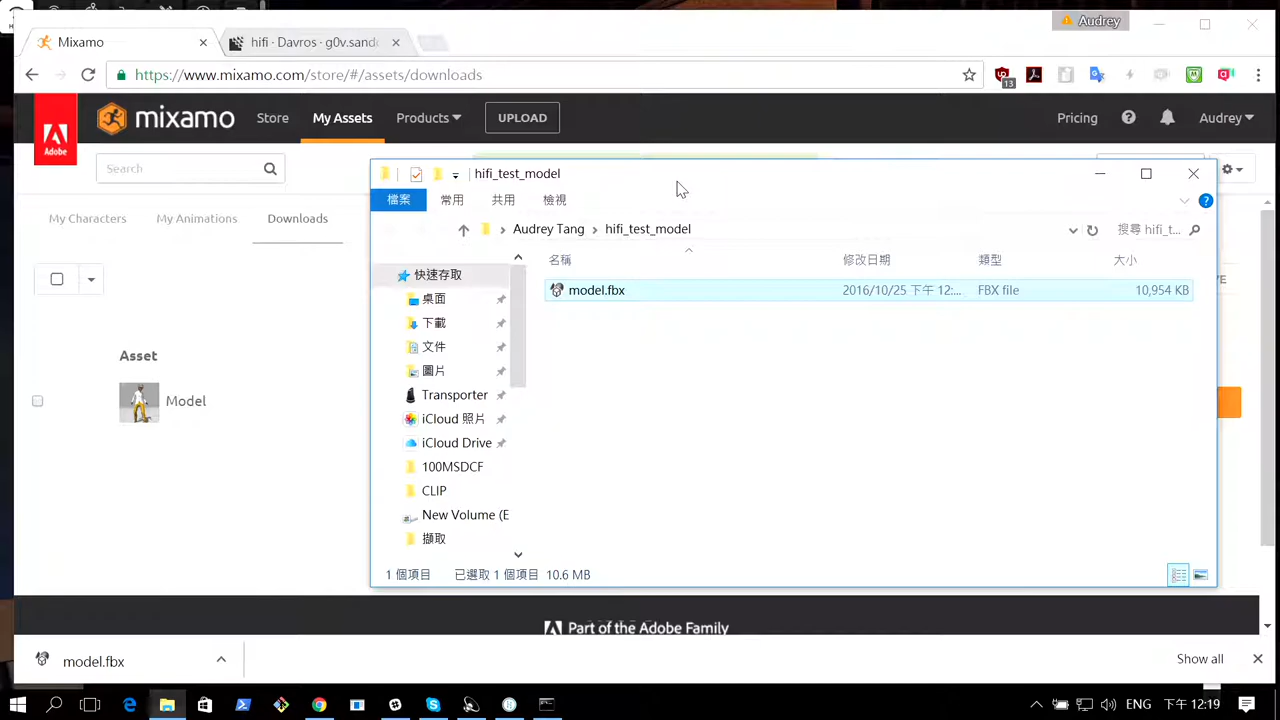 Audrey
Mixamo
hifi · Davros · g0v.sand
https://www.mixamo.com/store/#/assets/downloads
13
Adobe
mixamo
Store
My Assets
Products
UPLOAD
Pricing
Audrey
Search
My Characters
My Animations
Downloads
Asset
Model
hifi_test_model
檔案
常用
共用
檢視
Audrey Tang > hifi_test_model
搜尋 hifi_t...
名稱
修改日期
類型
大小
快速存取
桌面
下載
文件
圖片
Transporter
iCloud 照片
iCloud Drive
100MSDCF
CLIP
New Volume (E
擷取
model.fbx
2016/10/25 下午 12:...
FBX file
10,954 KB
1 個項目
已選取 1 個項目 10.6 MB
Part of the Adobe Family
model.fbx
Show all
ENG
下午 12:19